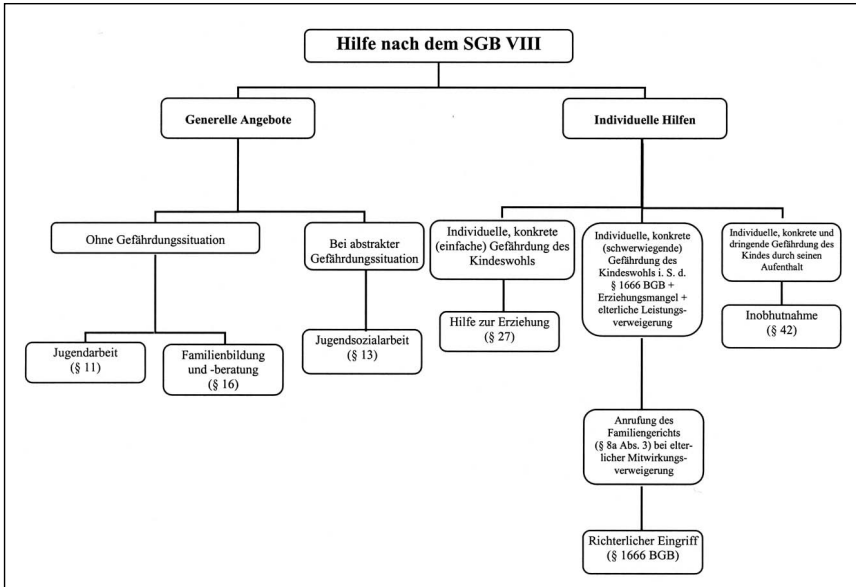 Hilfe nach dem SGB VIII
Generelle Angebote
Individuelle Hilfen
Ohne Gefährdungssituation
Bei abstrakter
Gefährdungssituation
Individuelle, konkrete
(einfache) Gefährdung des
Kindeswohls
Individuelle, konkrete
(schwerwiegende)
Gefährdung des
Kindeswohls i. S. d.
§ 1666 BGB +
Erziehungsmangel +
elterliche Leistungs-
verweigerung
Individuelle, konkrete und
dringende Gefährdung des
Kindes durch seinen
Aufenthalt
Jugendarbeit
(§ 11)
Familienbildung
und -beratung
(§ 16)
Jugendsozialarbeit
(§ 13)
Hilfe zur Erziehung
(§ 27)
Inobhutnahme
(§ 42)
Anrufung des
Familiengerichts
(§ 8a Abs. 3) bei elter-
licher Mitwirkungs-
verweigerung
Richterlicher Eingriff
(§ 1666 BGB)